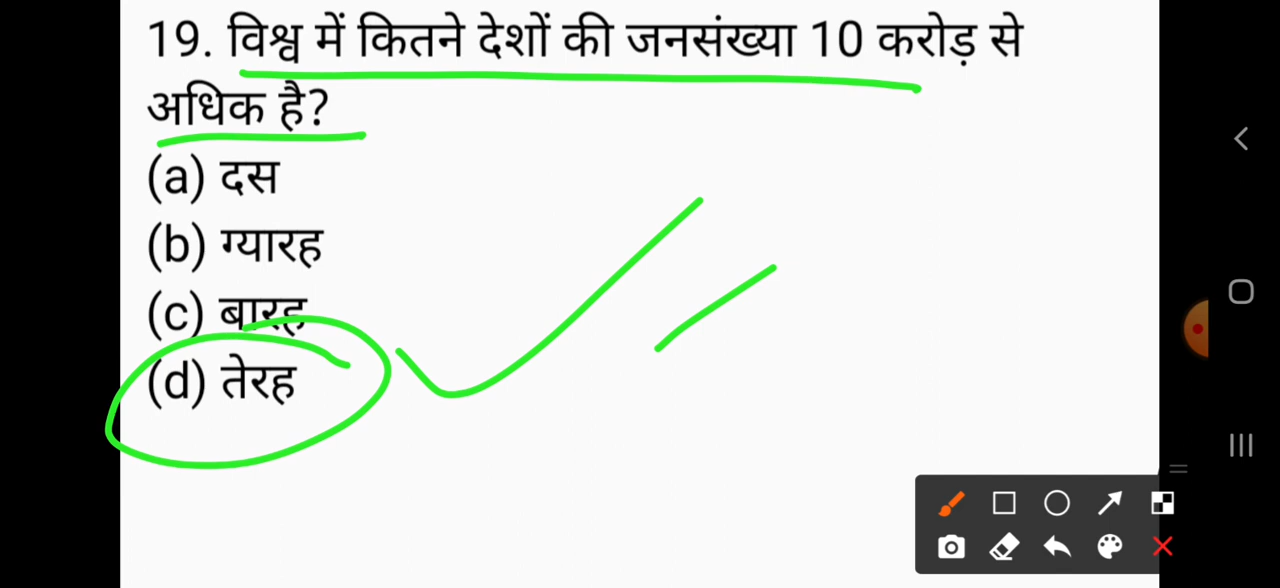 19. विश्व में कितने देशों की जनसंख्या 10 करोड़ से
अधिक है?
(a) दस
(b) ग्यारह
(c) बारह
(d) तेरह